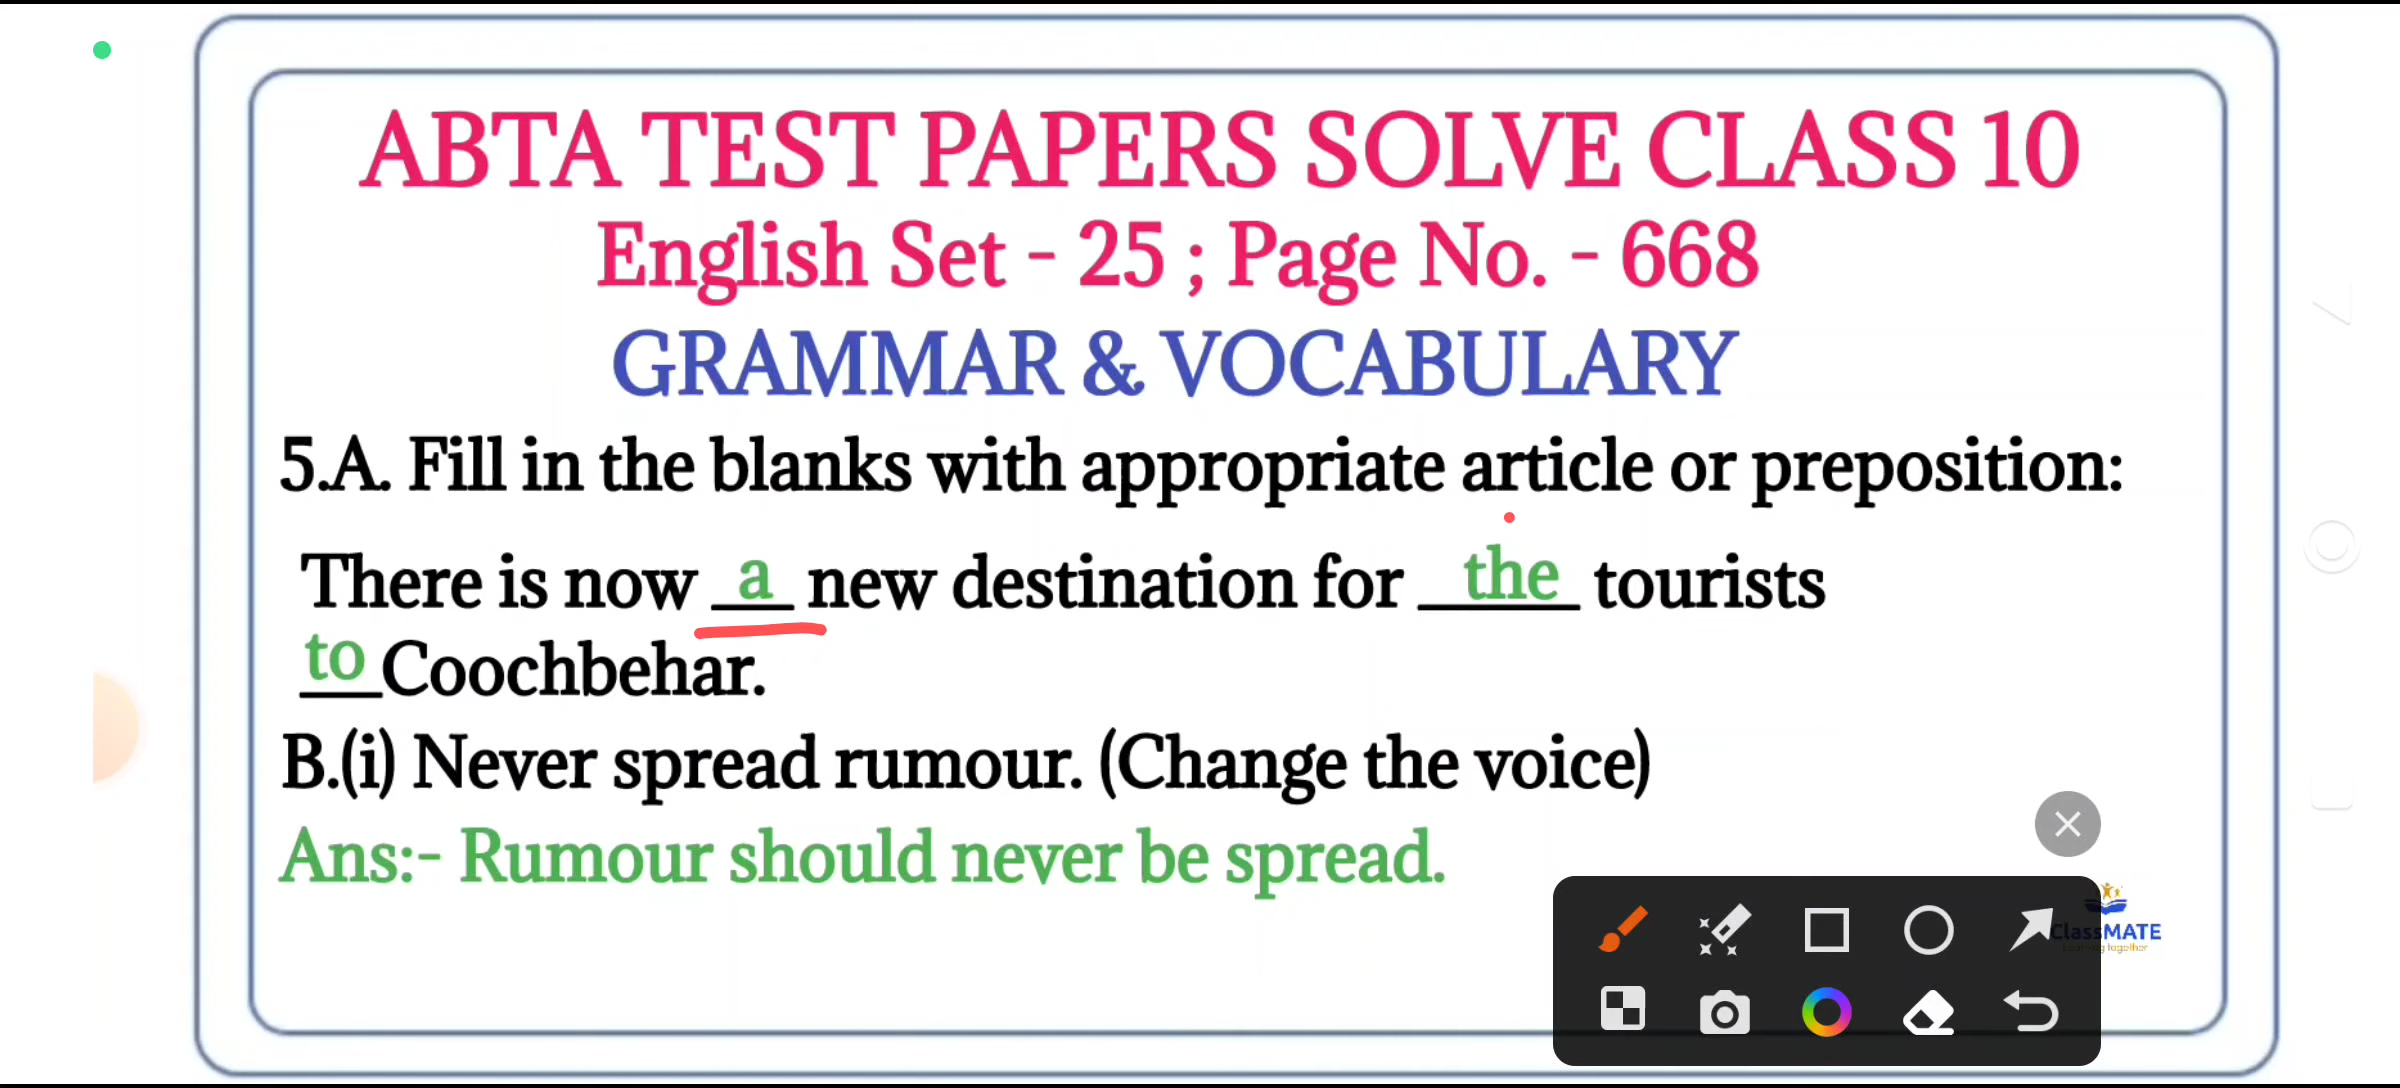 ABTA TEST PAPERS SOLVE CLASS 10
English Set - 25 ; Page No. - 668
GRAMMAR & VOCABULARY
5.A. Fill in the blanks with appropriate article or preposition:
There is now a new destination for the tourists
to Coochbehar.
B.(i) Never spread rumour. (Change the voice)
Ans:- Rumour should never be spread.
ClassMATE
together